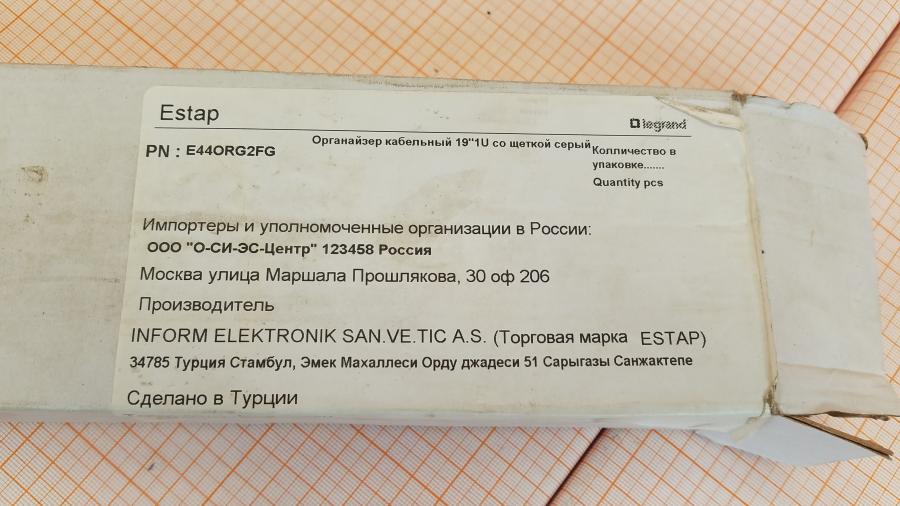 Estap
legrand
PN : E44ORG2FG
Органайзер кабельный 19"1U со щеткой серый
Колличество в
упаковке.......
Quantity pcs
Импортеры и уполномоченные организации в России:
ООО "О-СИ-ЭС-Центр" 123458 Россия
Москва улица Маршала Прошлякова, 30 оф 206
Производитель
INFORM ELEKTRONIK SAN.VE.TIC A.S. (Торговая марка ESTAP)
34785 Турция Стамбул, Эмек Махаллеси Орду джадеси 51 Сарыгазы Санжактепе
Сделано в Турции